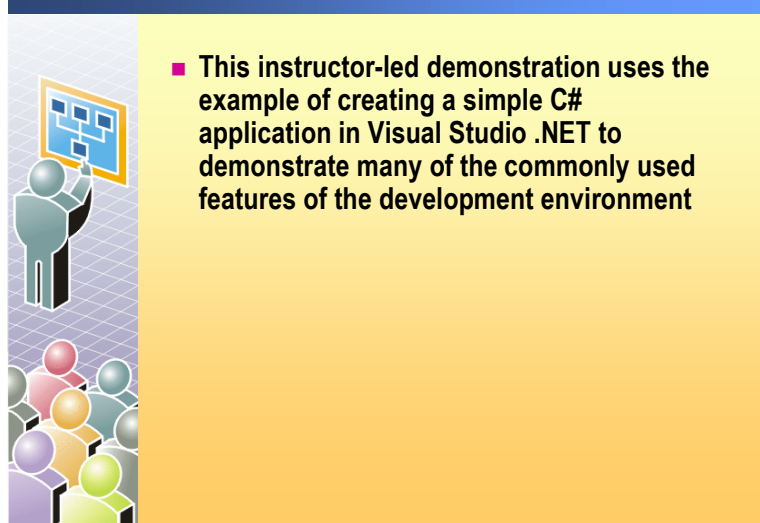 This instructor-led demonstration uses the
example of creating a simple C#
application in Visual Studio .NET to
demonstrate many of the commonly used
features of the development environment